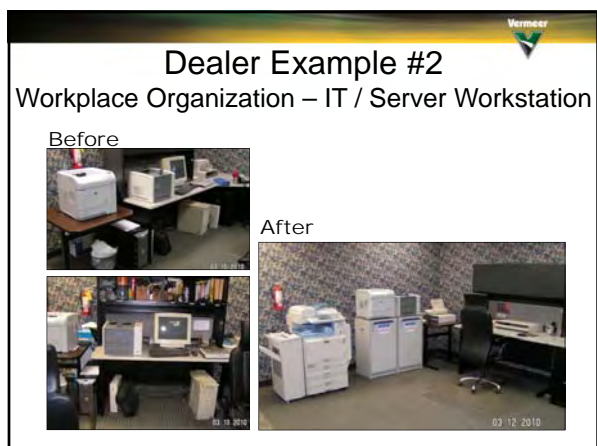 Vermeer
Dealer Example #2
Workplace Organization – IT / Server Workstation
Before
After
03 10 2010
03 12 2010